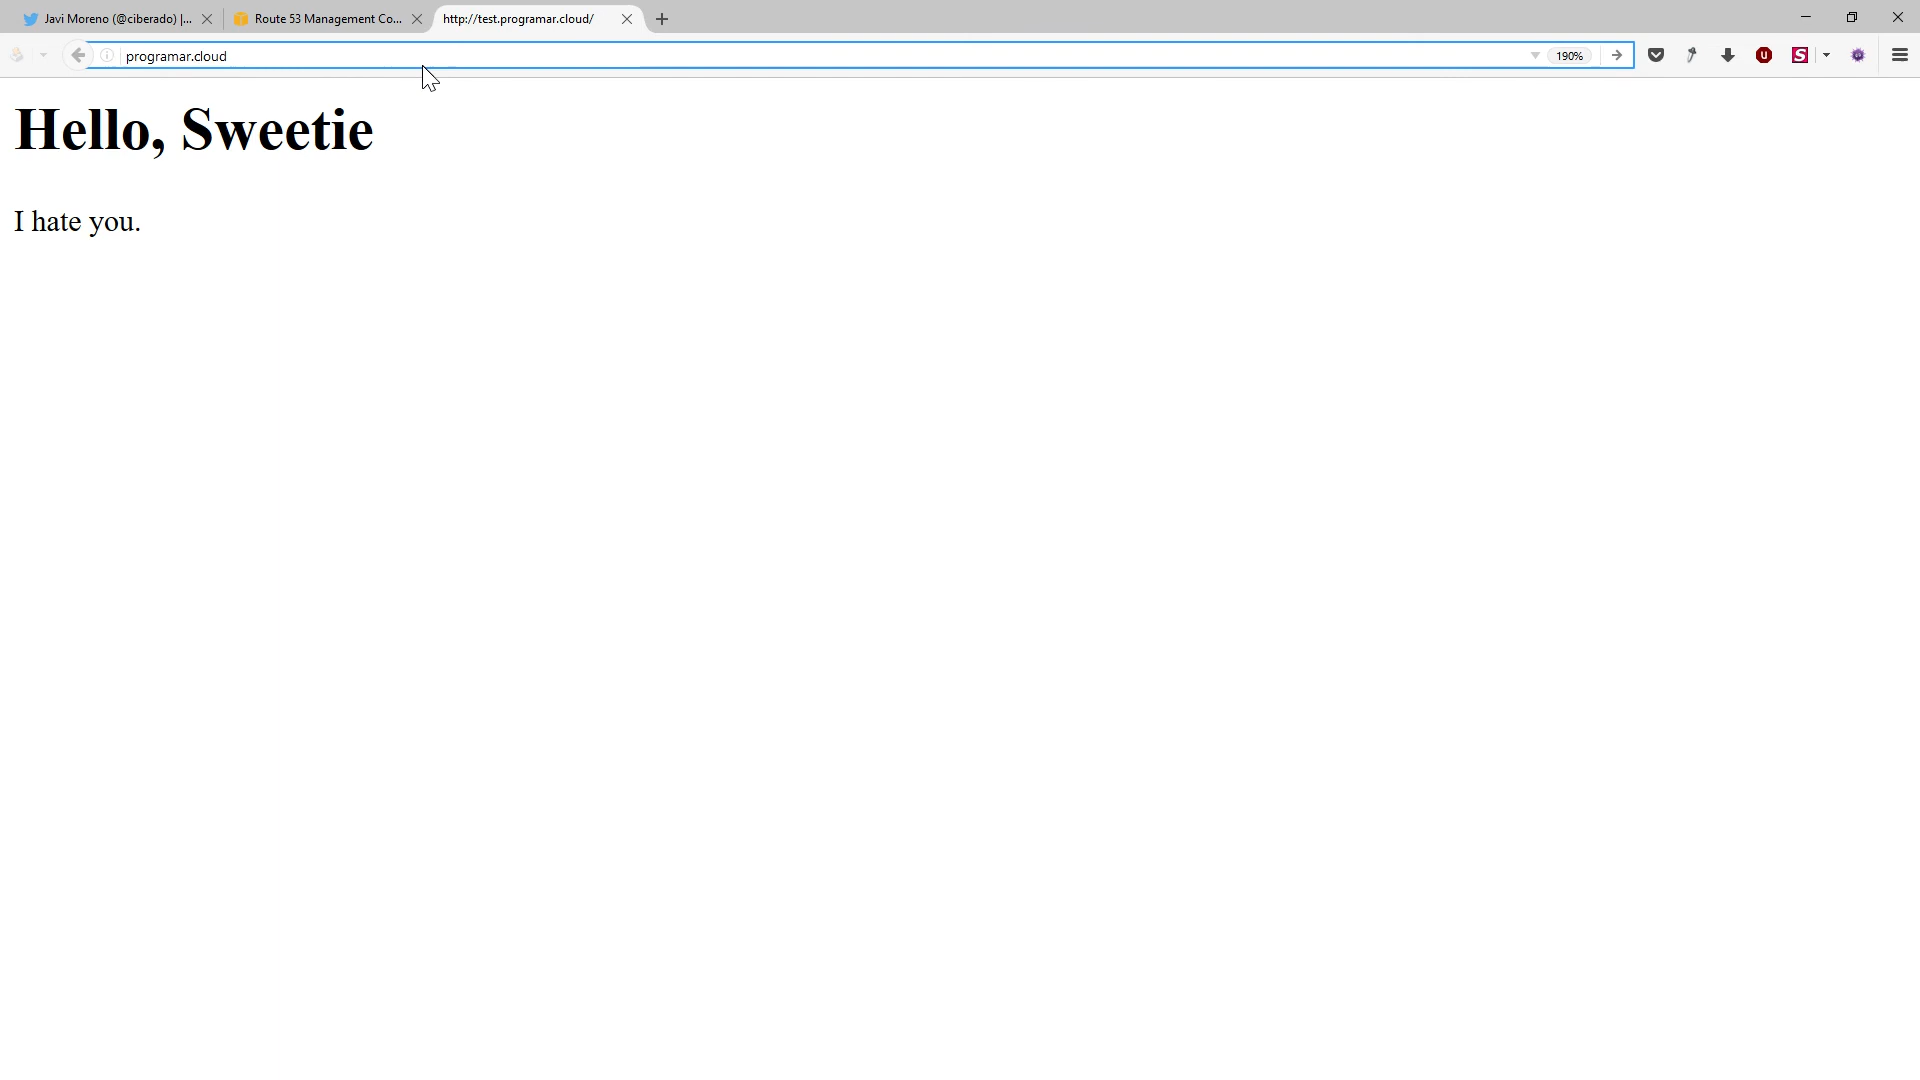 Javi Moreno (@ciberado) |...
Route 53 Management Co...
http://test.programar.cloud/
programar.cloud
190%
Hello, Sweetie
I hate you.